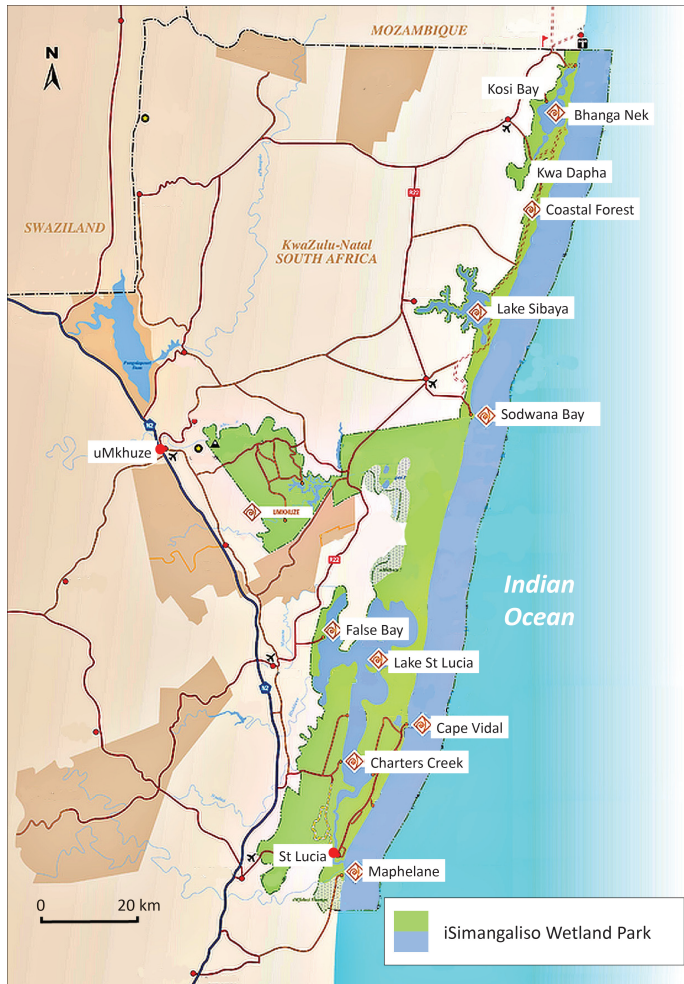 MOZAMBIQUE
N
Kosi Bay
Bhanga Nek
Kwa Dapha
R22
Coastal Forest
SWAZILAND
KwaZulu-Natal
SOUTH AFRICA
Lake Sibaya
Sodwana Bay
N2
uMkhuze
UMKHUZE
R22
Indian
Ocean
False Bay
Lake St Lucia
N2
Cape Vidal
Charters Creek
St Lucia
Maphelane
0 20 km
iSimangaliso Wetland Park